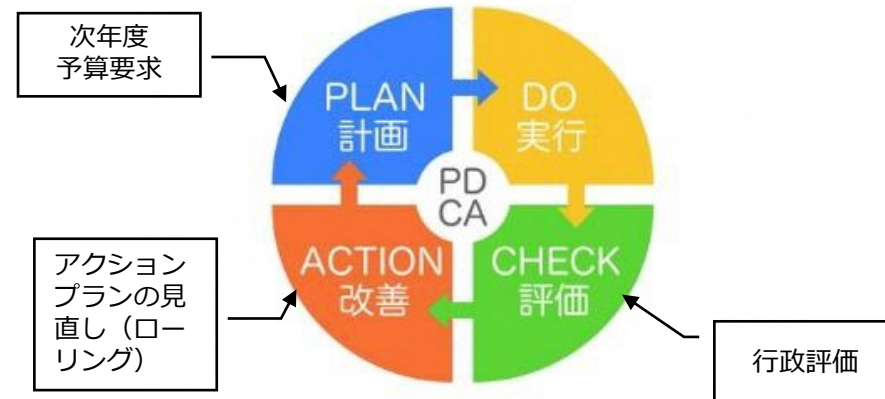 次年度
予算要求
PLAN
計画
DO
実行
PD
CA
アクション
プランの見
直し（ロー
リング）
ACTION
改善
CHECK
評価
行政評価